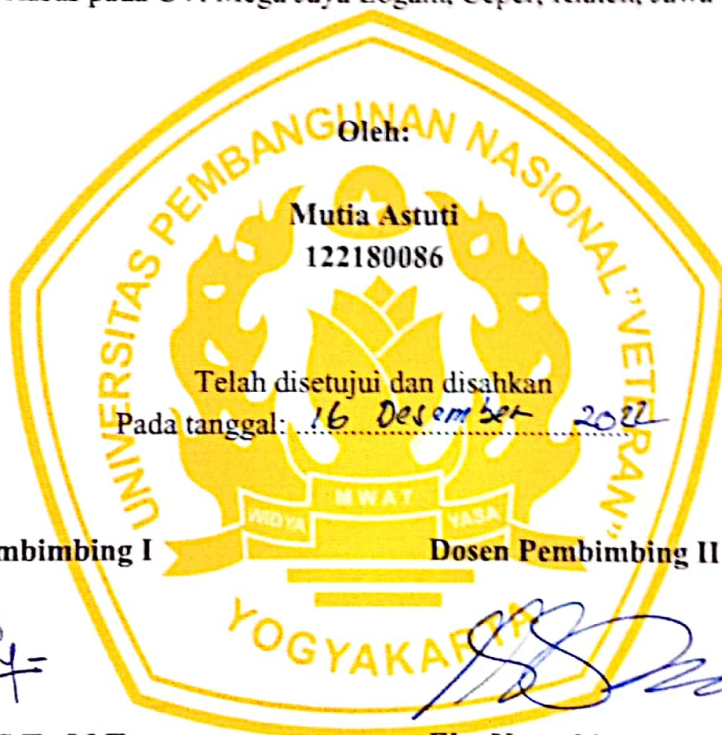 Oleh:
Mutia Astuti
122180086
Telah disetujui dan disahkan
Pada tanggal: 16 Desember 2022
mbimbing I
Dosen Pembimbing II
UNIVERSITAS PEMBANGUNAN NASIONAL "VETERAN"
YOGYAKARTA
WIDYA MWAT YASA